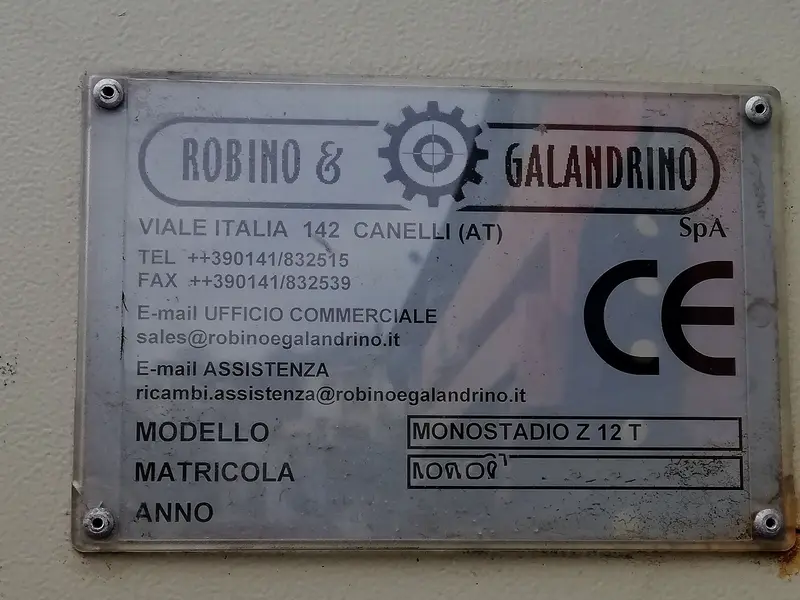 ROBINO & GALANDRINO
SpA
VIALE ITALIA 142 CANELLI (AT)
TEL ++390141/832515
FAX ++390141/832539
CE
E-mail UFFICIO COMMERCIALE
sales@robinoegalandrino.it
E-mail ASSISTENZA
ricambi.assistenza@robinoegalandrino.it
MODELLO MONOSTADIO Z 12 T
MATRICOLA
ANNO